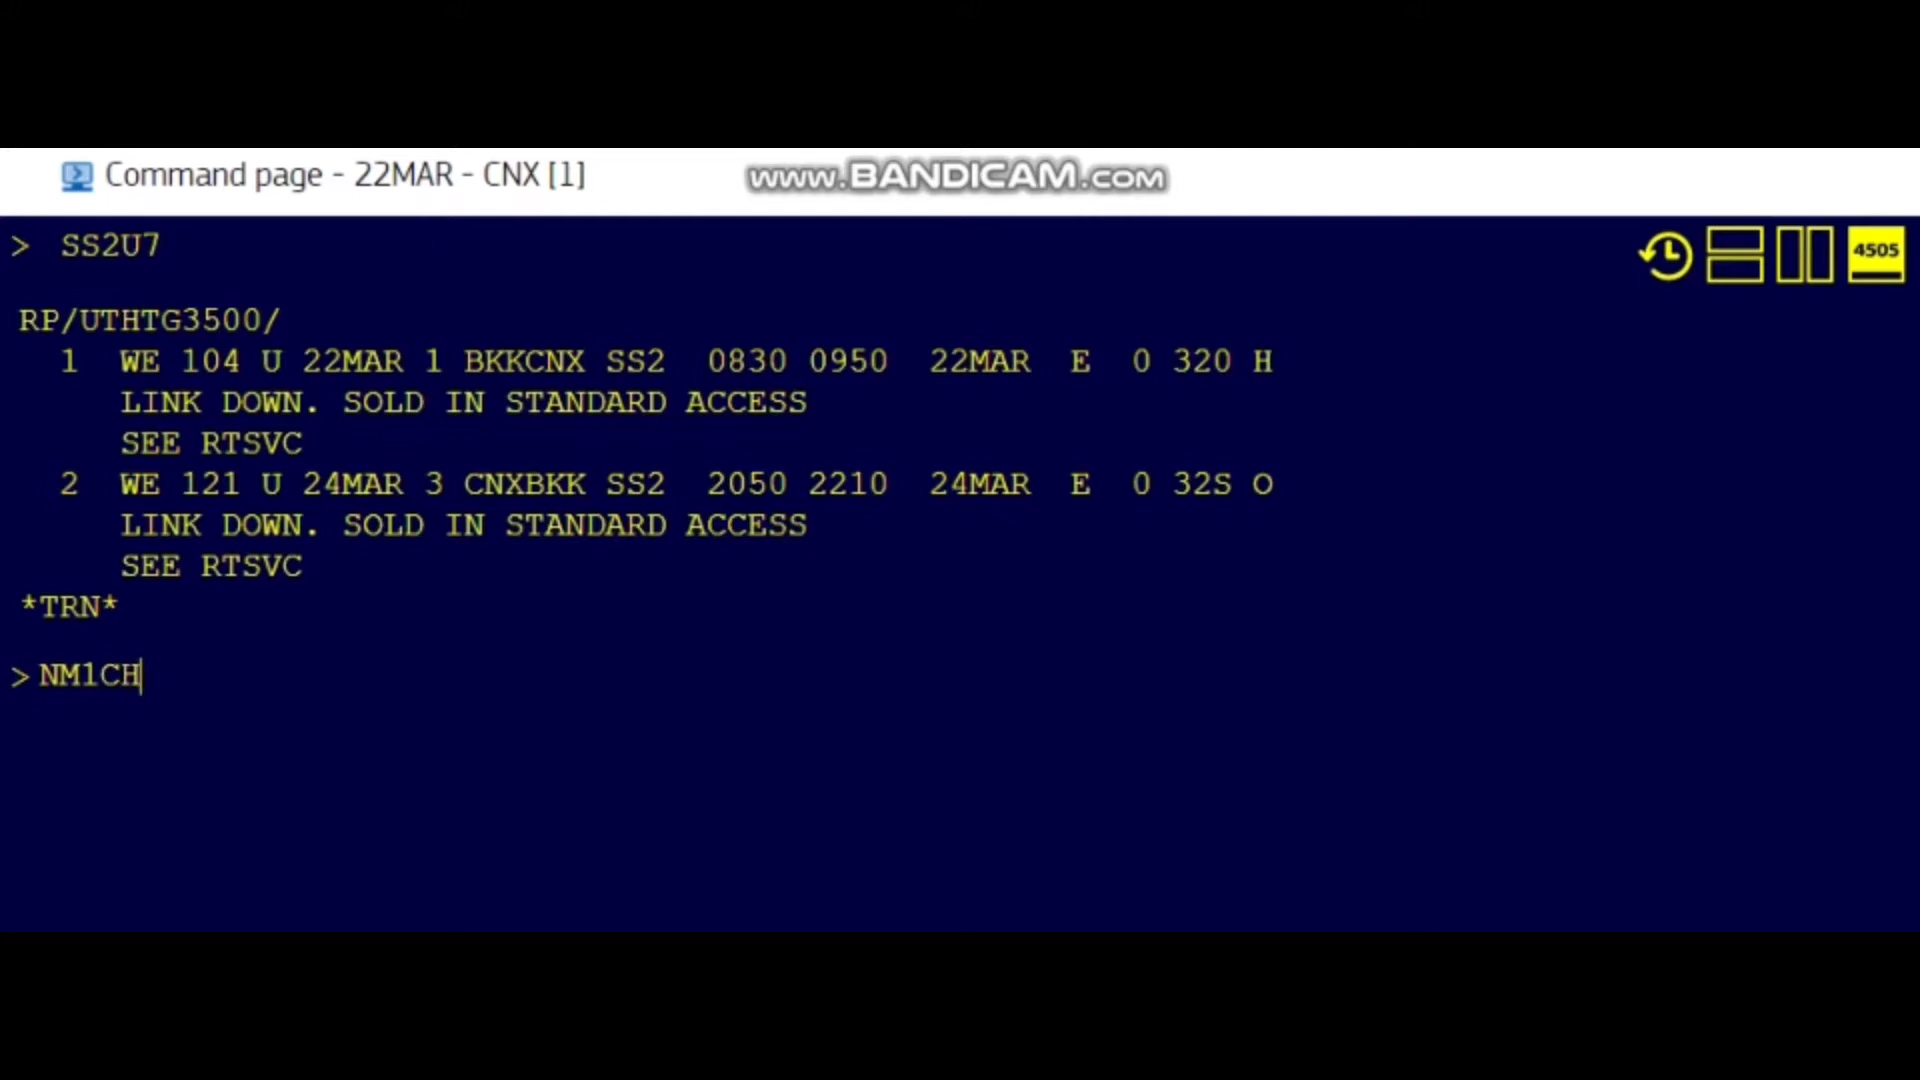 Command page - 22MAR - CNX [1]
www.BANDICAM.com
> SS2U7
4505
RP/UTHTG3500/
1 WE 104 U 22MAR 1 BKKCNX SS2 0830 0950 22MAR E 0 320 H
LINK DOWN. SOLD IN STANDARD ACCESS
SEE RTSVC
2 WE 121 U 24MAR 3 CNXBKK SS2 2050 2210 24MAR E 0 32S O
LINK DOWN. SOLD IN STANDARD ACCESS
SEE RTSVC
*TRN*
>NM1CH